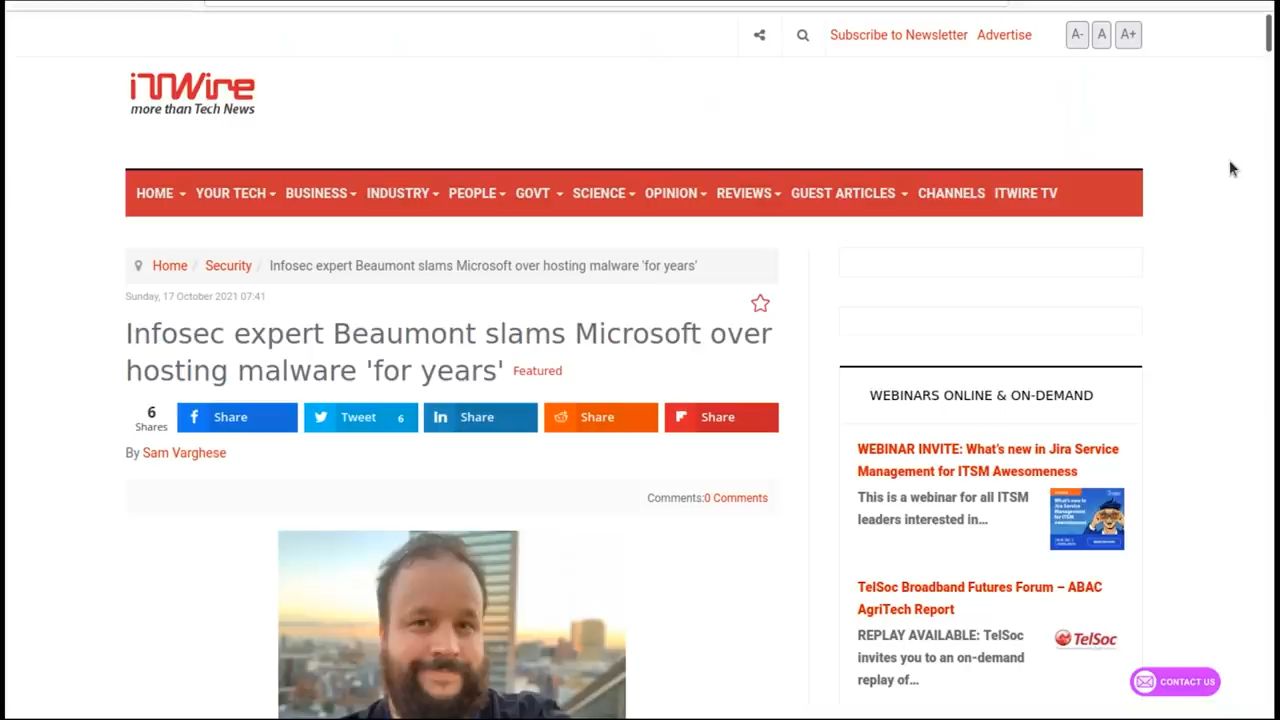 Subscribe to Newsletter Advertise A- A A+
iTWire
more than Tech News
HOME YOUR TECH BUSINESS INDUSTRY PEOPLE GOVT SCIENCE OPINION REVIEWS GUEST ARTICLES CHANNELS ITWIRE TV
Home / Security / Infosec expert Beaumont slams Microsoft over hosting malware 'for years'
Sunday, 17 October 2021 07:41
Infosec expert Beaumont slams Microsoft over
hosting malware 'for years' Featured
6
Shares
Share
Tweet 6
in Share
Share
Share
By Sam Varghese
Comments:0 Comments
WEBINARS ONLINE & ON-DEMAND
WEBINAR INVITE: What's new in Jira Service
Management for ITSM Awesomeness
This is a webinar for all ITSM
leaders interested in...
TelSoc Broadband Futures Forum – ABAC
AgriTech Report
REPLAY AVAILABLE: TelSoc
invites you to an on-demand
replay of...
TelSoc
CONTACT US